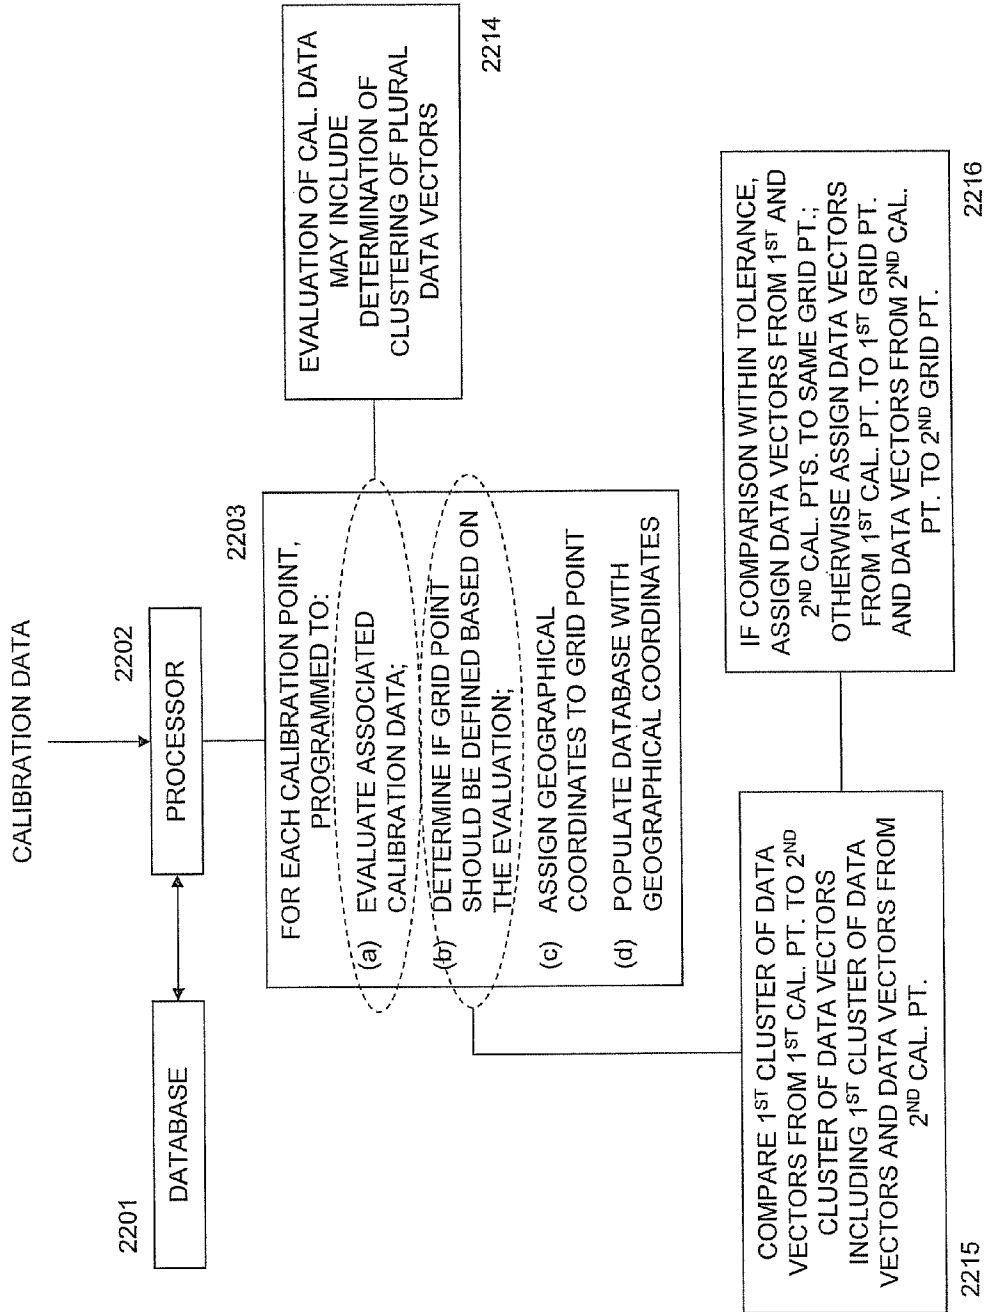 CALIBRATION DATA
2201
DATABASE
PROCESSOR
2202
2203
FOR EACH CALIBRATION POINT,
PROGRAMMED TO:
(a) EVALUATE ASSOCIATED
CALIBRATION DATA;
(b) DETERMINE IF GRID POINT
SHOULD BE DEFINED BASED ON
THE EVALUATION;
(c) ASSIGN GEOGRAPHICAL
COORDINATES TO GRID POINT
(d) POPULATE DATABASE WITH
GEOGRAPHICAL COORDINATES
EVALUATION OF CAL. DATA
MAY INCLUDE
DETERMINATION OF
CLUSTERING OF PLURAL
DATA VECTORS
2214
COMPARE 1ST CLUSTER OF DATA
VECTORS FROM 1ST CAL. PT. TO 2ND
CLUSTER OF DATA VECTORS
INCLUDING 1ST CLUSTER OF DATA
VECTORS AND DATA VECTORS FROM
2ND CAL. PT.
2215
IF COMPARISON WITHIN TOLERANCE,
ASSIGN DATA VECTORS FROM 1ST AND
2ND CAL. PTS. TO SAME GRID PT.;
OTHERWISE ASSIGN DATA VECTORS
FROM 1ST CAL. PT. TO 1ST GRID PT.
AND DATA VECTORS FROM 2ND CAL.
PT. TO 2ND GRID PT.
2216